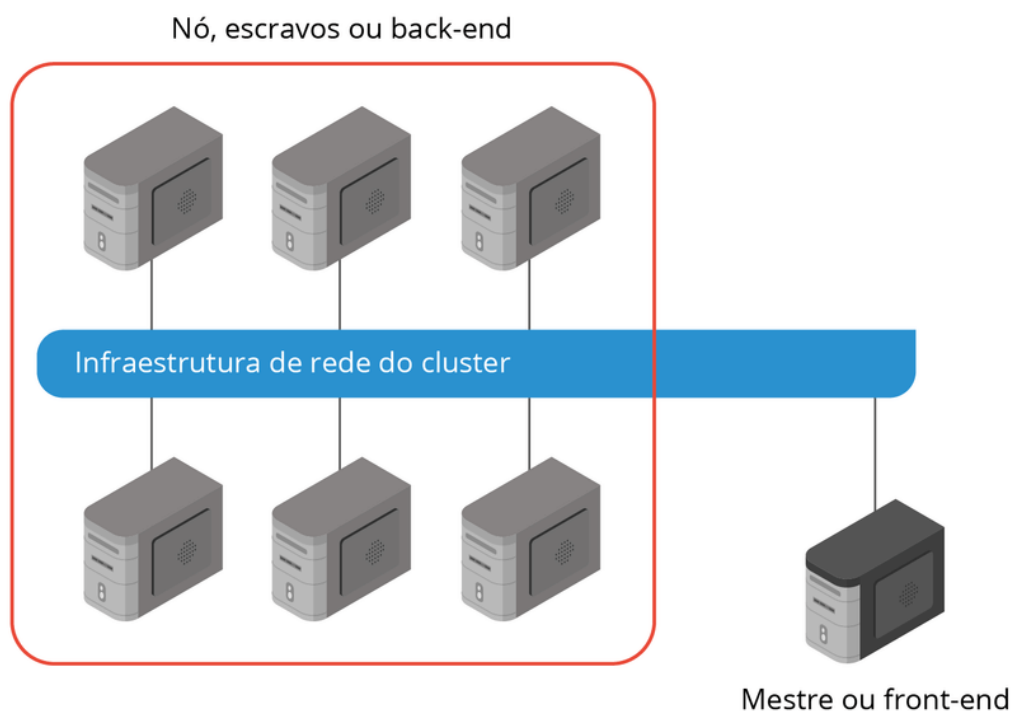 Nó, escravos ou back-end
Infraestrutura de rede do cluster
Mestre ou front-end